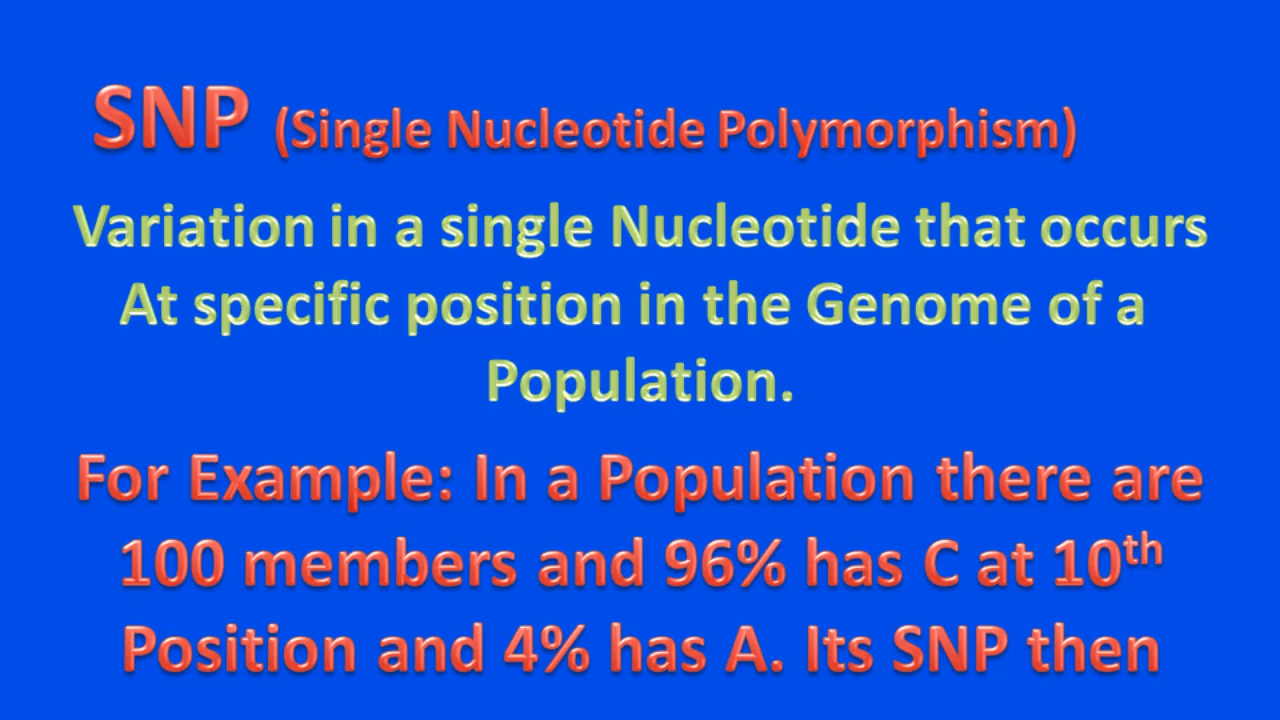 SNP (Single Nucleotide Polymorphism)
Variation in a single Nucleotide that occurs
At specific position in the Genome of a
Population.
For Example: In a Population there are
100 members and 96% has C at 10th
Position and 4% has A. Its SNP then